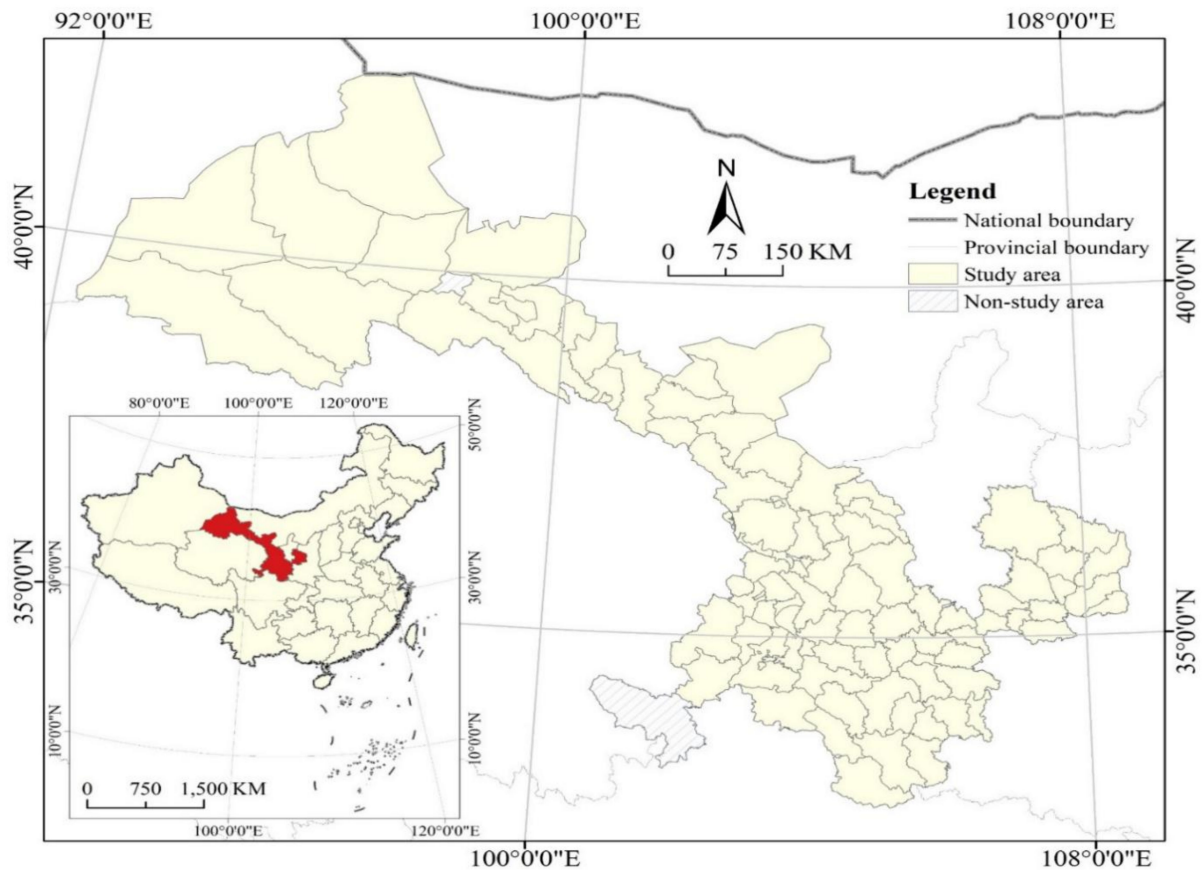 92°0'0"E 100°0'0"E 108°0'0"E
40°0'0"N
35°0'0"N
N
0 75 150 KM
Legend
National boundary
Provincial boundary
Study area
Non-study area
40°0'0"N
35°0'0"N
80°0'0"E 100°0'0"E 120°0'0"E
50°0'0"N
30°0'0"N
30°0'0"N
10°0'0"N
10°0'0"N
0 750 1,500 KM
100°0'0"E 120°0'0"E
100°0'0"E 108°0'0"E